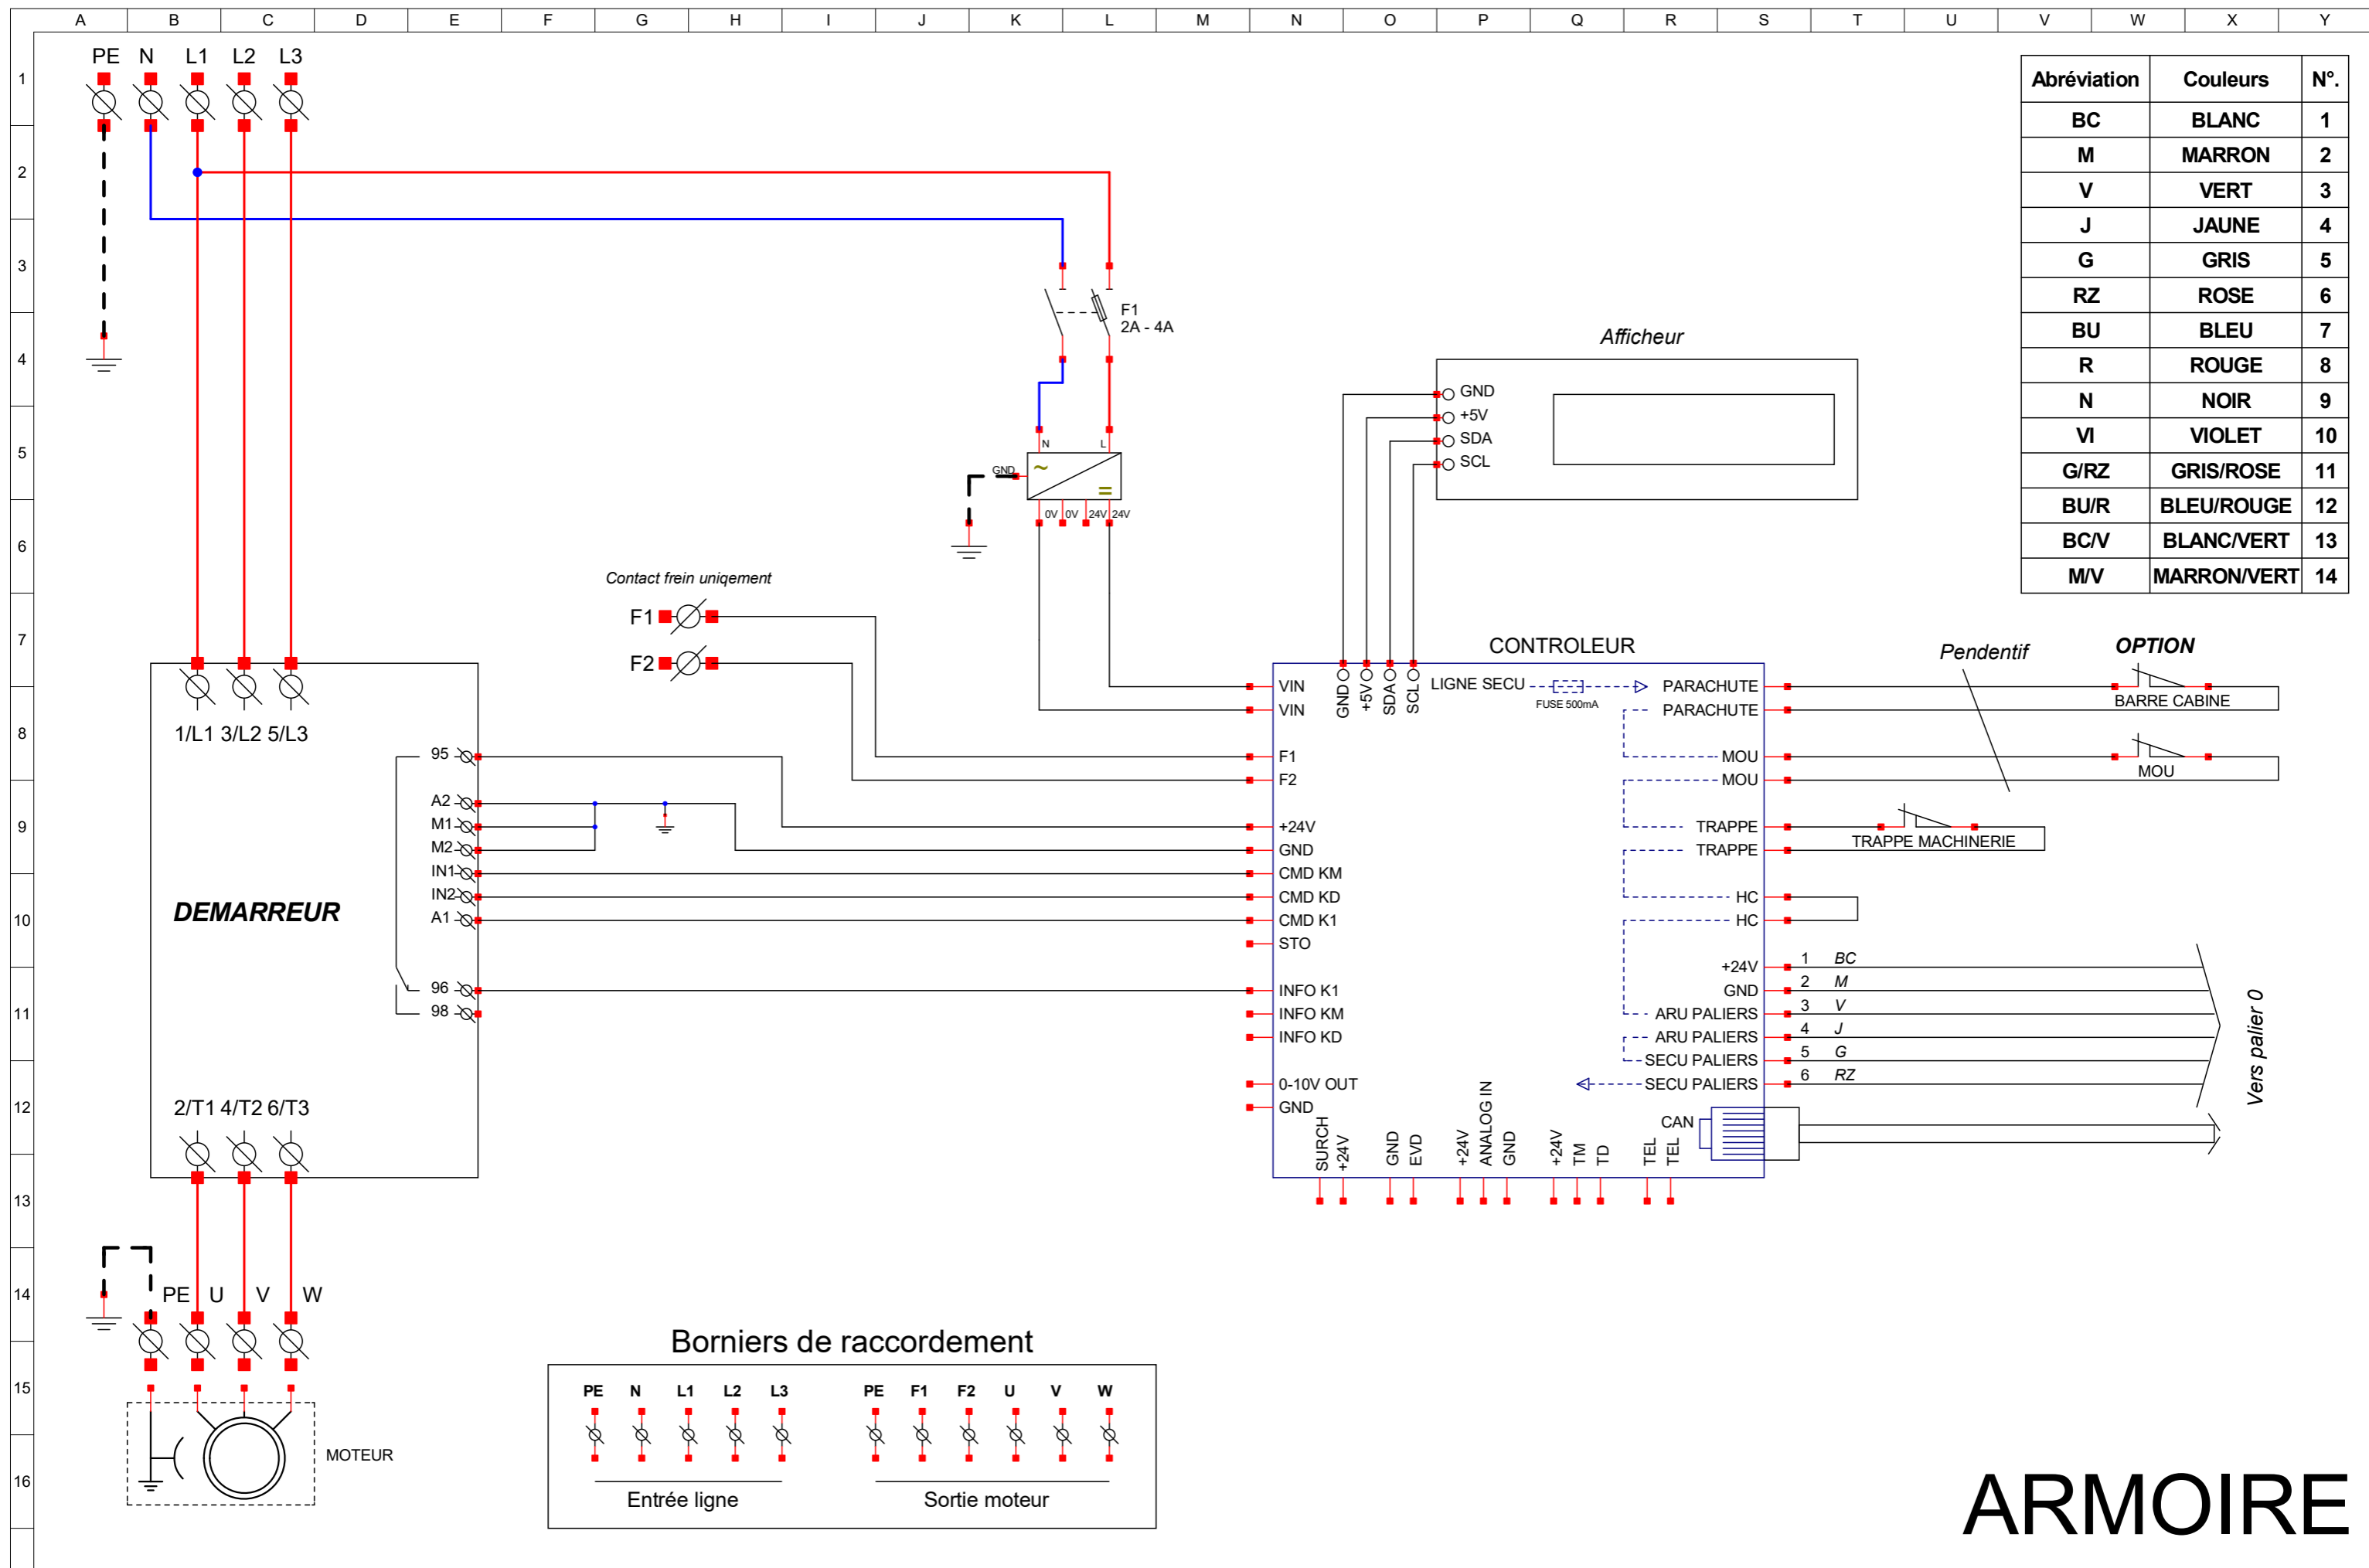 A B C D E F G H I J K L M N O P Q R S T U V W X Y
1
2
3
4
5
6
7
8
9
10
11
12
13
14
15
16
PE N L1 L2 L3
F1
2A - 4A
N L
GND
~
=
0V 0V 24V 24V
Afficheur
GND
+5V
SDA
SCL
Abréviation Couleurs N°.
BC BLANC 1
M MARRON 2
V VERT 3
J JAUNE 4
G GRIS 5
RZ ROSE 6
BU BLEU 7
R ROUGE 8
N NOIR 9
VI VIOLET 10
G/RZ GRIS/ROSE 11
BU/R BLEU/ROUGE 12
BC/V BLANC/VERT 13
M/V MARRON/VERT 14
Contact frein uniqement
F1
F2
1/L1 3/L2 5/L3
95
A2
M1
M2
IN1
IN2
A1
96
98
DEMARREUR
2/T1 4/T2 6/T3
PE U V W
MOTEUR
CONTROLEUR
VIN
VIN
F1
F2
+24V
GND
CMD KM
CMD KD
CMD K1
STO
INFO K1
INFO KM
INFO KD
0-10V OUT
GND
GND
+5V
SDA
SCL
LIGNE SECU
FUSE 500mA
PARACHUTE
PARACHUTE
MOU
MOU
TRAPPE
TRAPPE
HC
HC
+24V
GND
ARU PALIERS
ARU PALIERS
SECU PALIERS
SECU PALIERS
CAN
SURCH
+24V
GND
EVD
+24V
ANALOG IN
GND
+24V
TM
TD
TEL
TEL
Pendentif
OPTION
BARRE CABINE
MOU
TRAPPE MACHINERIE
1 BC
2 M
3 V
4 J
5 G
6 RZ
Vers palier 0
Borniers de raccordement
PE N L1 L2 L3 PE F1 F2 U V W
Entrée ligne Sortie moteur
ARMOIRE